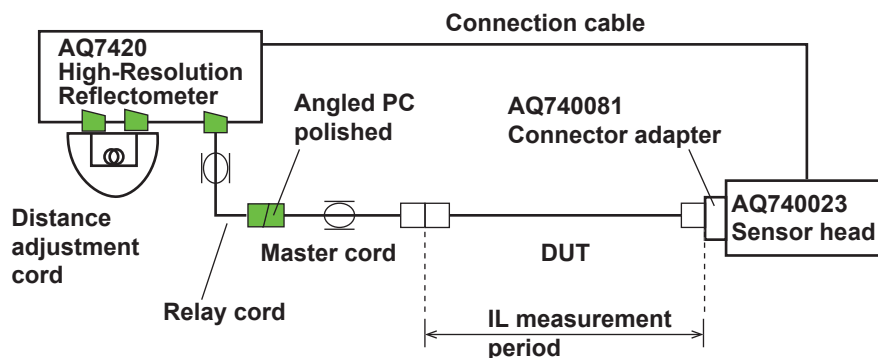 Connection cable
AQ7420
High-Resolution
Reflectometer
Angled PC
polished
AQ740081
Connector adapter
Distance
adjustment
cord
Master cord
DUT
AQ740023
Sensor head
Relay cord
IL measurement
period